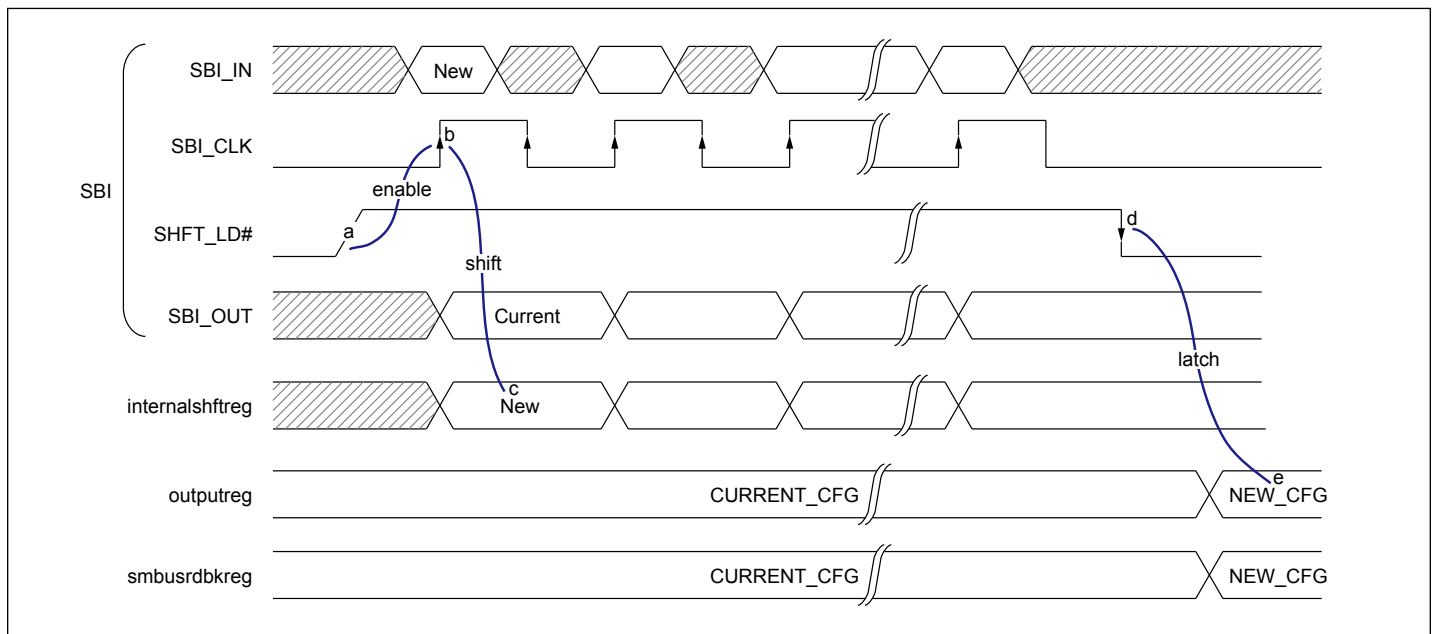 SBI
SBI_IN
New
SBI_CLK
b
enable
SHFT_LD#
a
d
shift
SBI_OUT
Current
latch
internalshftreg
c
New
outputreg
CURRENT_CFG
e
NEW_CFG
smbusrdbkreg
CURRENT_CFG
NEW_CFG